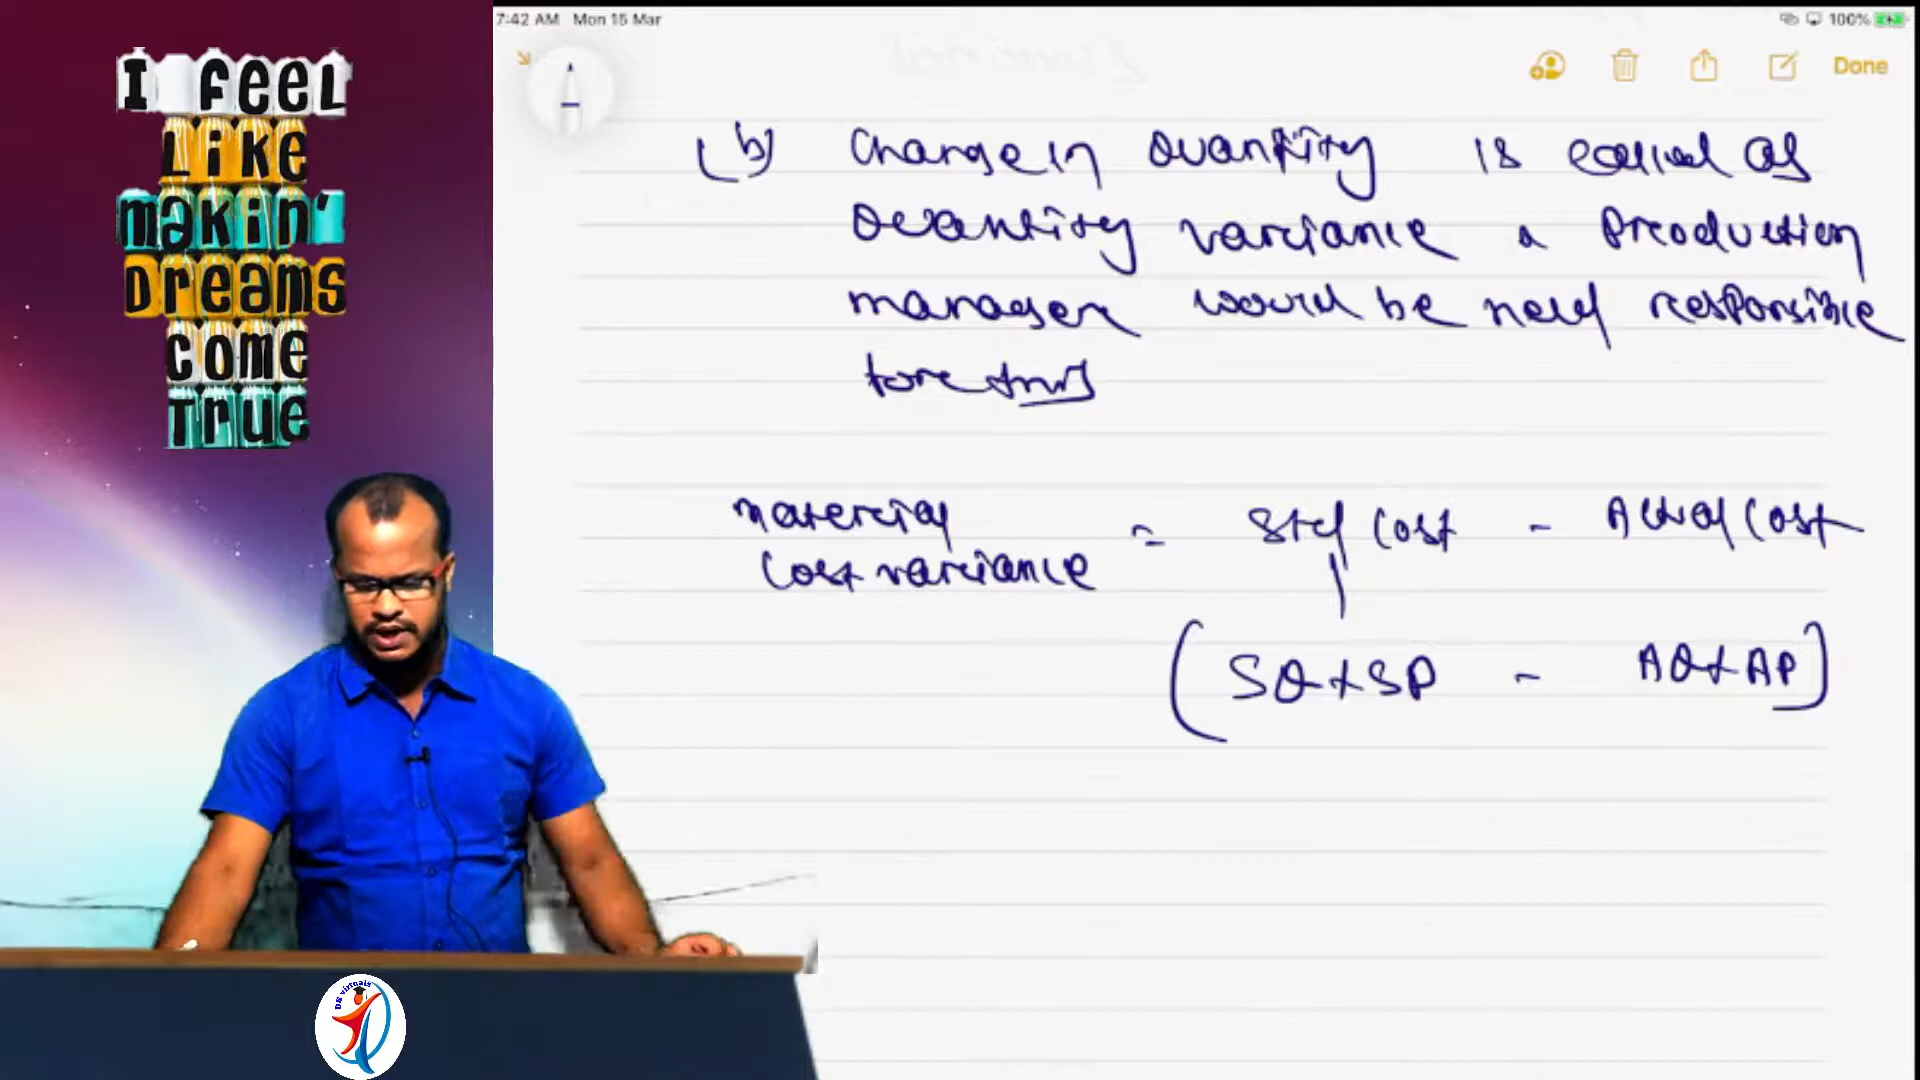 I feel
Like
makin'
Dreams
come
True
7:42 AM Mon 15 Mar
100%
Done
(b) Change in Quantity is called as
Quantity variance & Production
manager would be held responsible
for this
material
Cost variance = Std Cost - Actual Cost
(SQ x SP - AQ x AP)
DS Virtuals